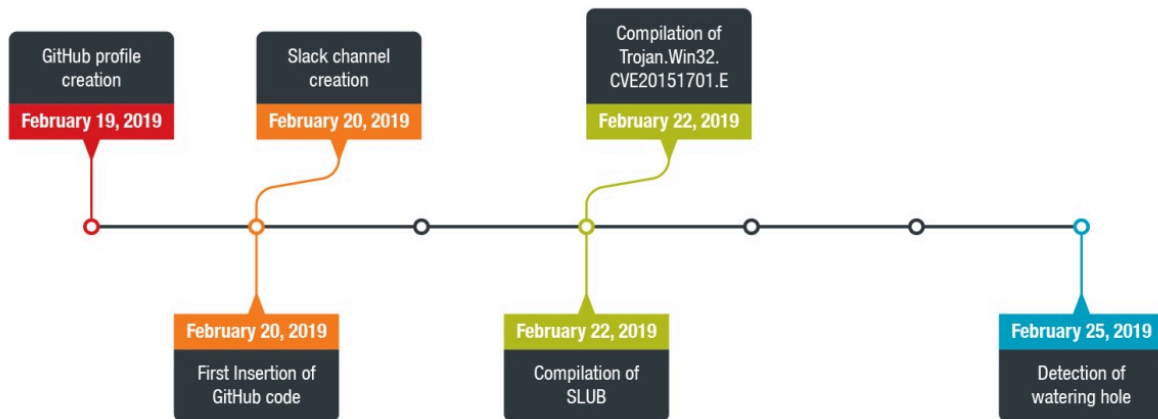 GitHub profile
creation
February 19, 2019
Slack channel
creation
February 20, 2019
Compilation of
Trojan.Win32.
CVE20151701.E
February 22, 2019
February 20, 2019
First Insertion of
GitHub code
February 22, 2019
Compilation of
SLUB
February 25, 2019
Detection of
watering hole